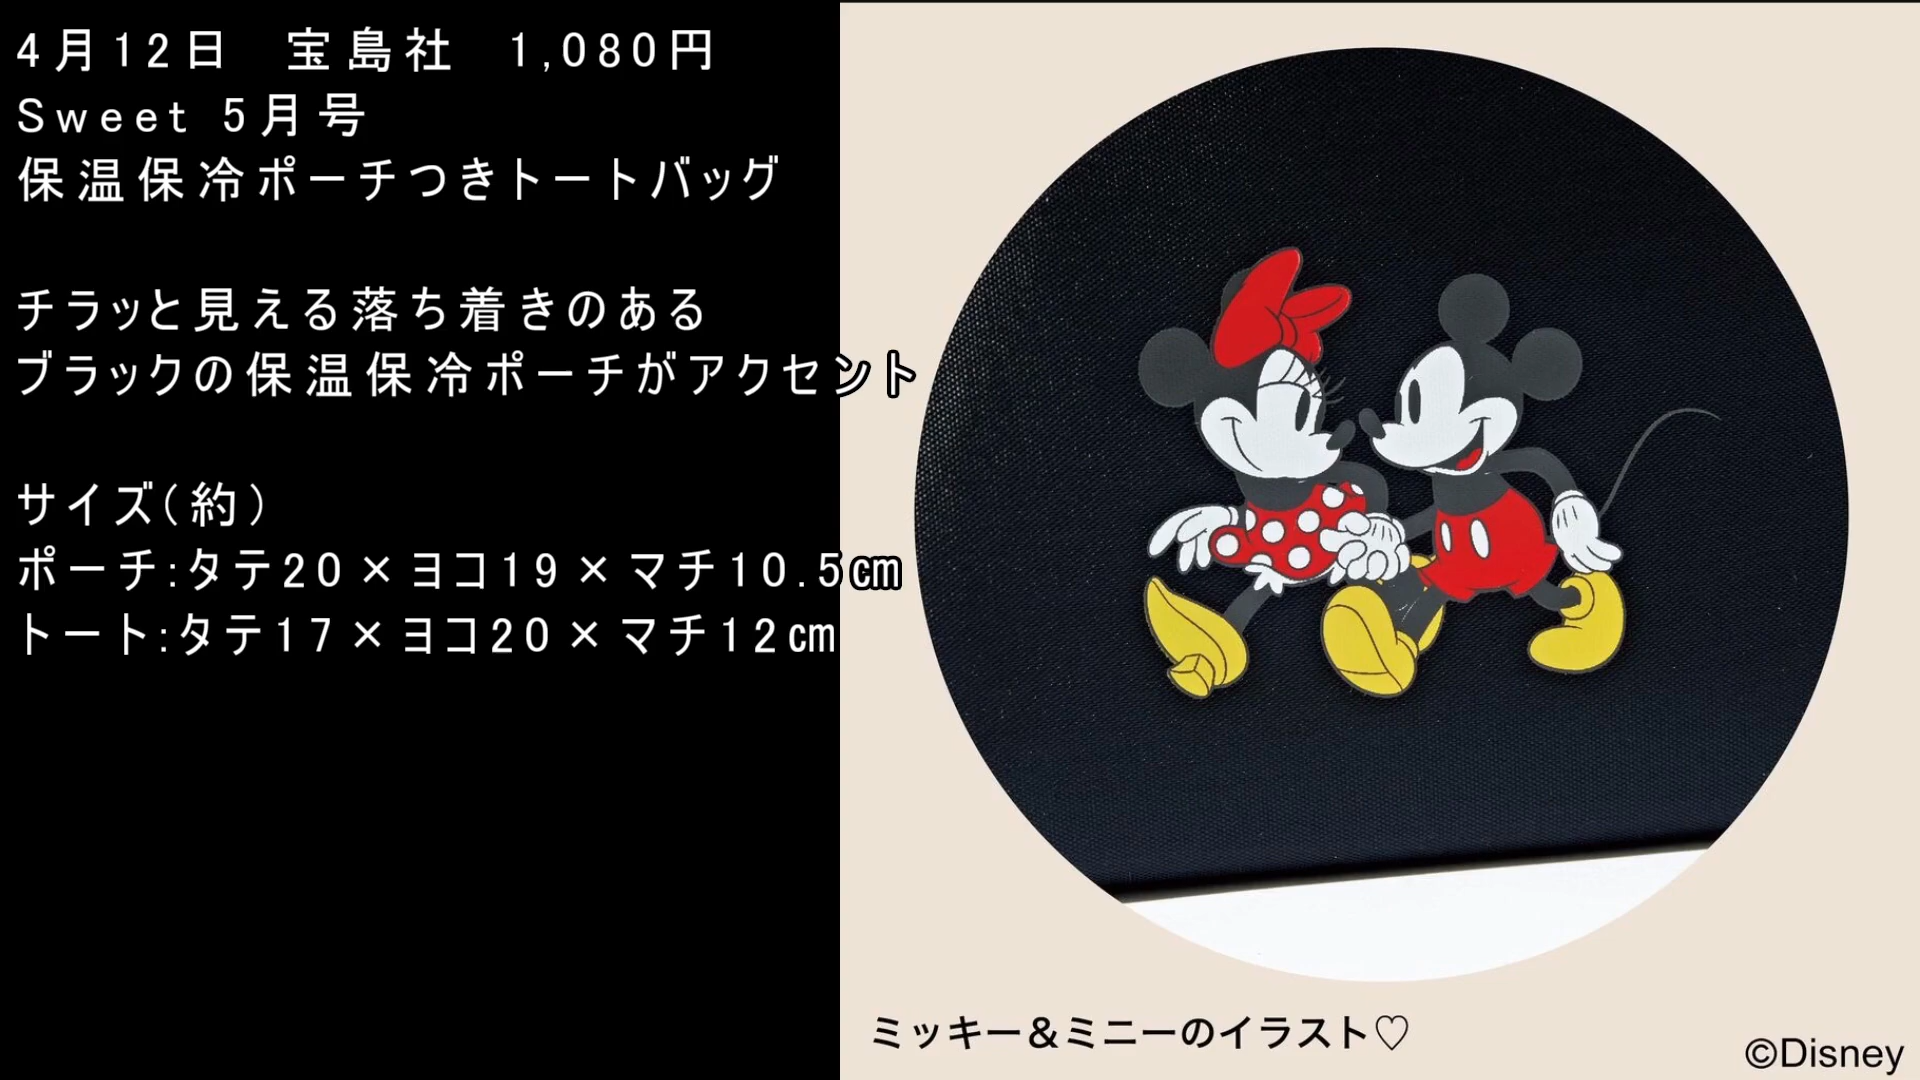 4月12日　宝島社　1,080円
Sweet 5月号
保温保冷ポーチつきトートバッグ
チラッと見える落ち着きのある
ブラックの保温保冷ポーチがアクセント
サイズ(約)
ポーチ:タテ20×ヨコ19×マチ10.5㎝
トート:タテ17×ヨコ20×マチ12㎝
ミッキー＆ミニーのイラスト♡
©Disney